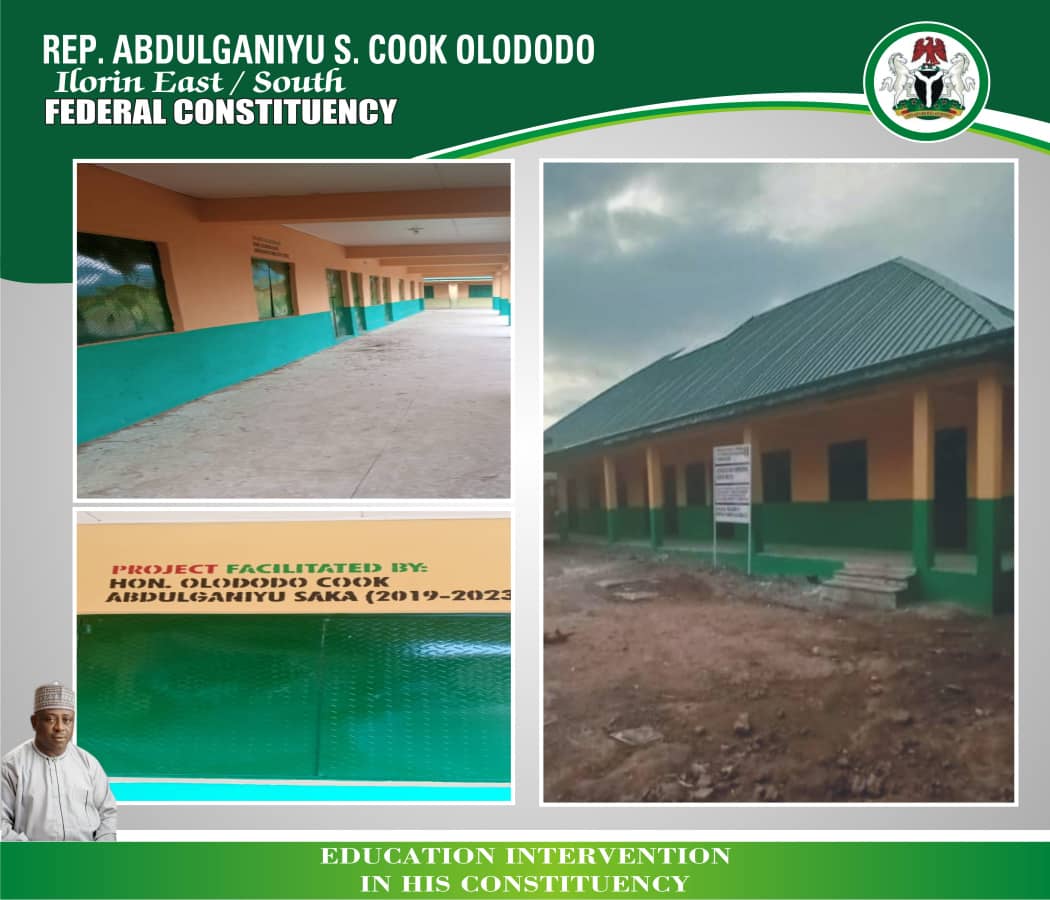 REP. ABDULGANIYU S. COOK OLODODO
Ilorin East / South
FEDERAL CONSTITUENCY
PROJECT FACILITATED BY:
HON. OLODODO COOK
ABDULGANIYU SAKA (2019-2023
EDUCATION INTERVENTION
IN HIS CONSTITUENCY